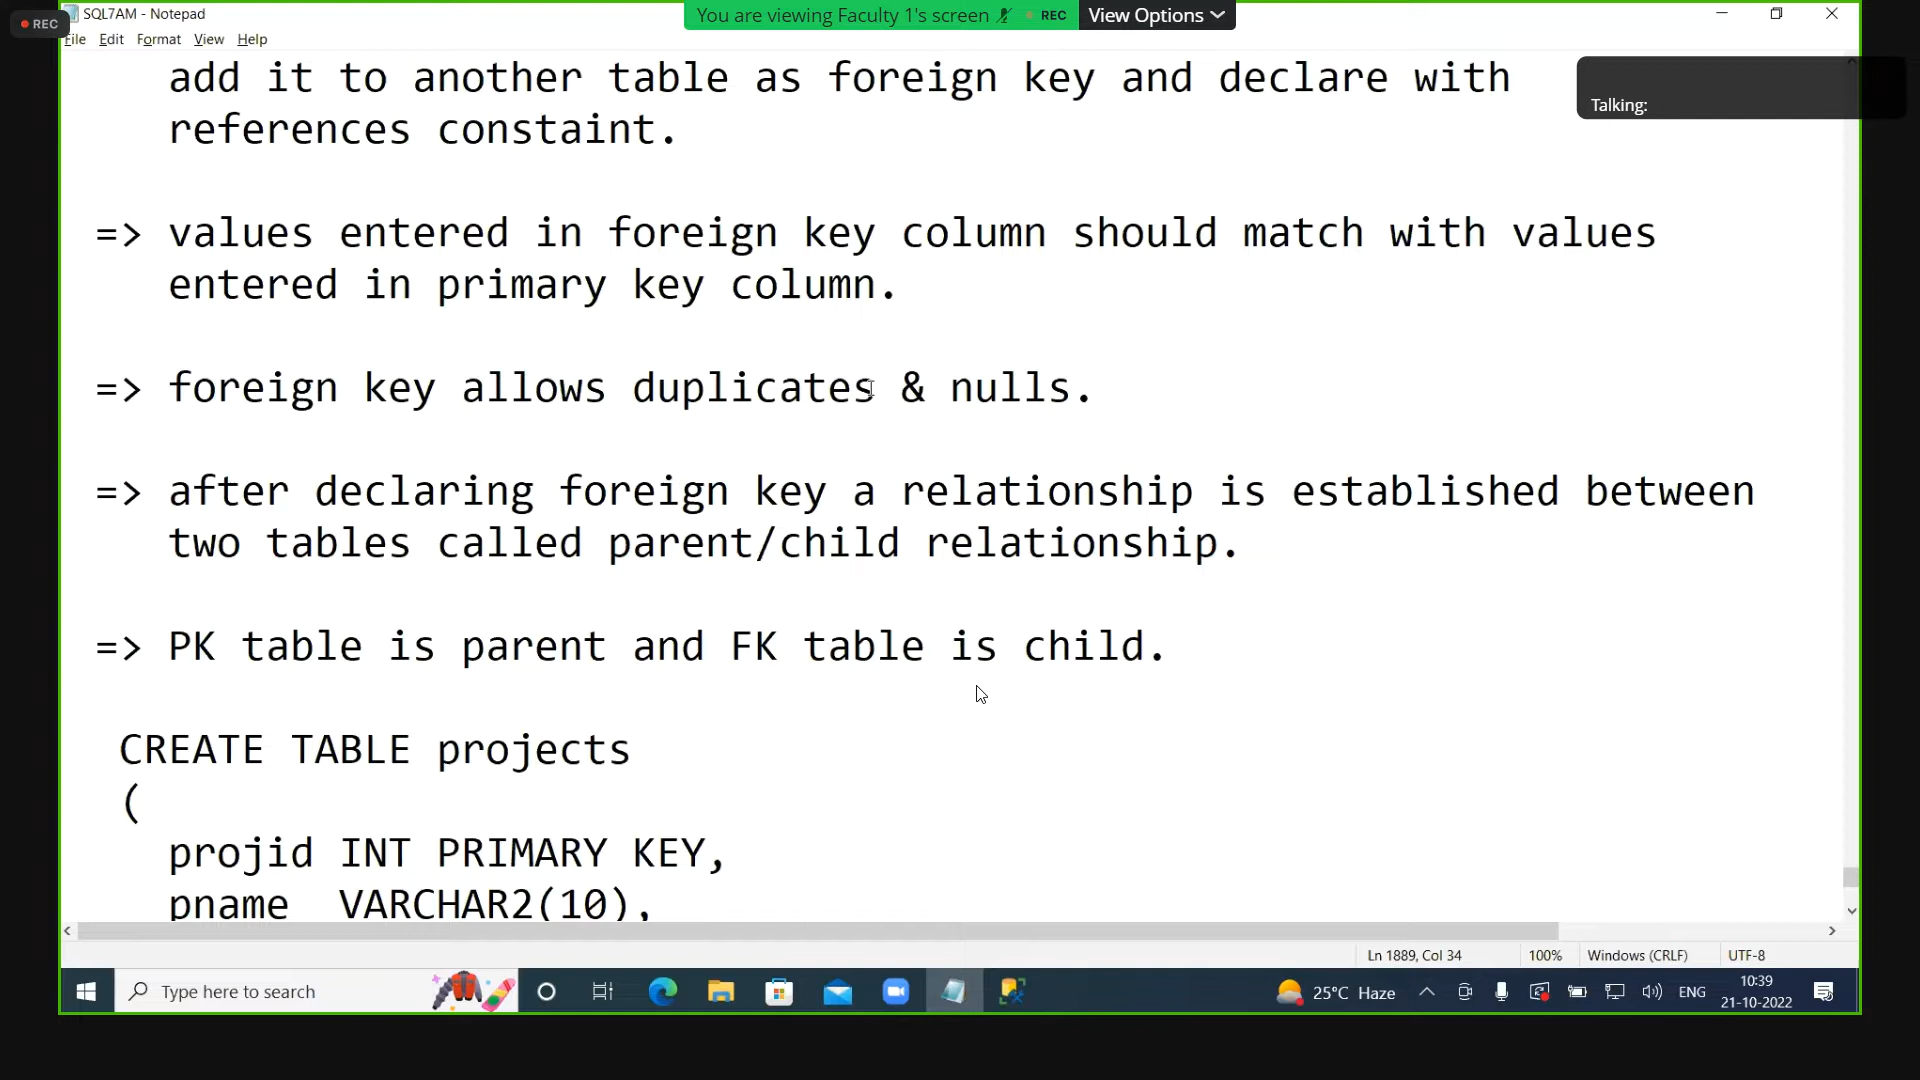 REC
SQL7AM - Notepad
You are viewing Faculty 1's screen
REC
View Options
File Edit Format View Help
Talking:
add it to another table as foreign key and declare with
references constaint.
=> values entered in foreign key column should match with values
entered in primary key column.
=> foreign key allows duplicates & nulls.
=> after declaring foreign key a relationship is established between
two tables called parent/child relationship.
=> PK table is parent and FK table is child.
CREATE TABLE projects
(
projid INT PRIMARY KEY,
pname VARCHAR2(10),
Ln 1889, Col 34
100%
Windows (CRLF)
UTF-8
Type here to search
25°C Haze
ENG
10:39
21-10-2022